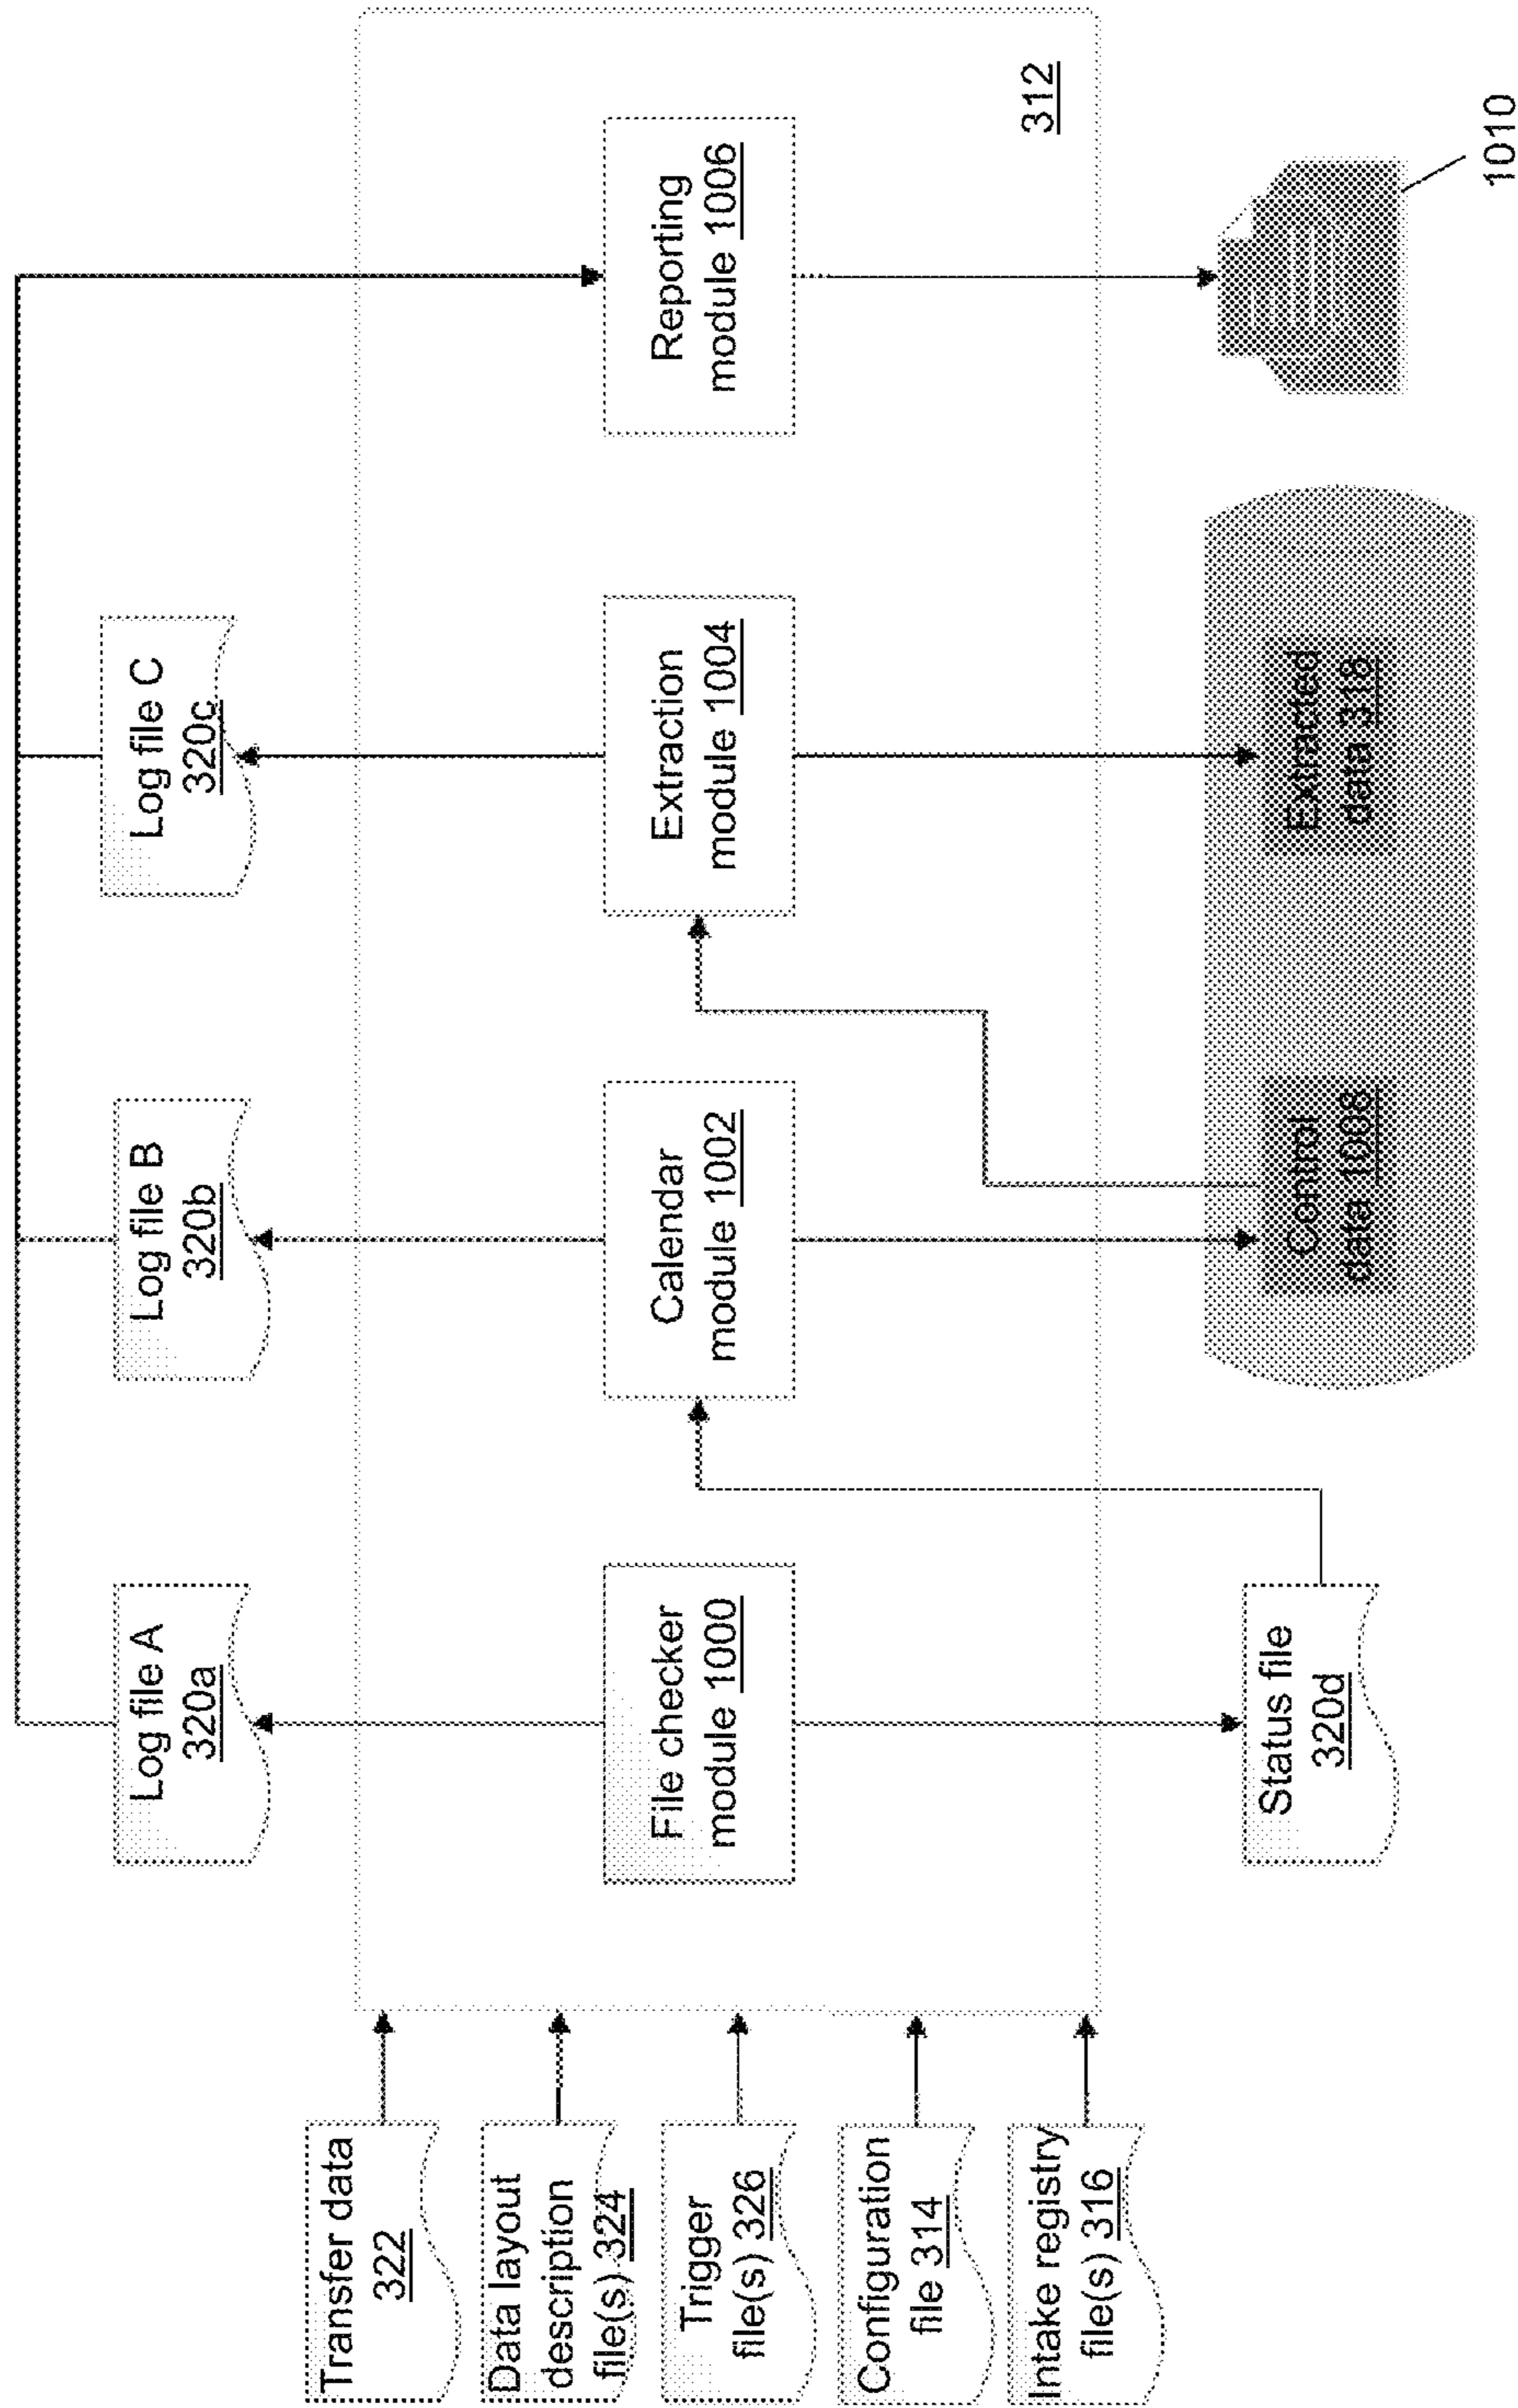 Transfer data
322
Data layout
description
file(s) 324
Trigger
file(s) 326
Configuration
file 314
Intake registry
file(s) 316
Log file A
320a
Log file B
320b
Log file C
320c
File checker
module 1000
Calendar
module 1002
Extraction
module 1004
Reporting
module 1006
312
Status file
320d
Control
data 1008
Extracted
data 318
1010